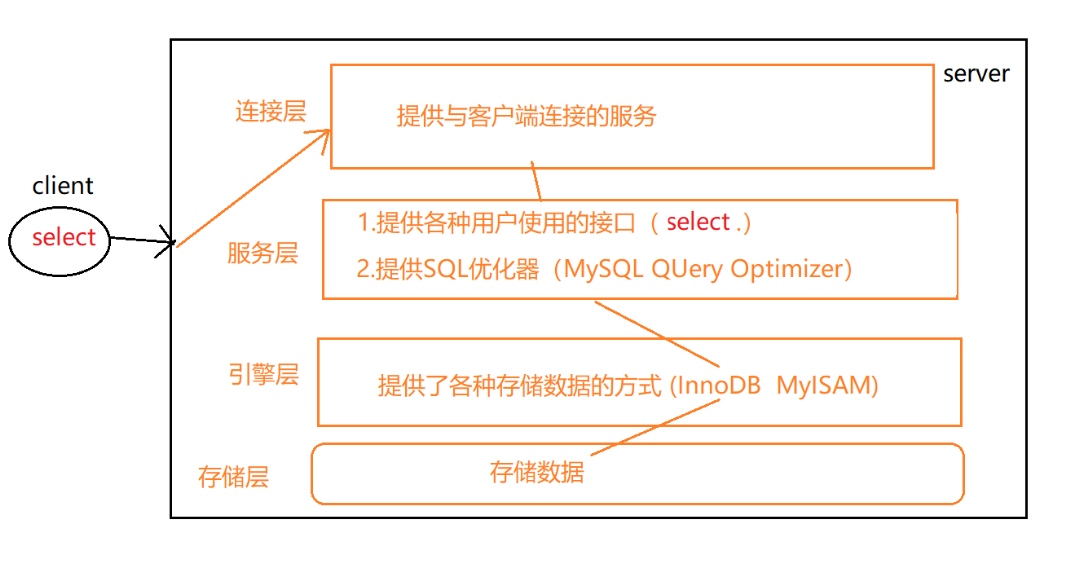 server
连接层
提供与客户端连接的服务
client
select
服务层
1.提供各种用户使用的接口（ select .）
2.提供SQL优化器（MySQL QUery Optimizer）
引擎层
提供了各种存储数据的方式 (InnoDB MyISAM)
存储层
存储数据